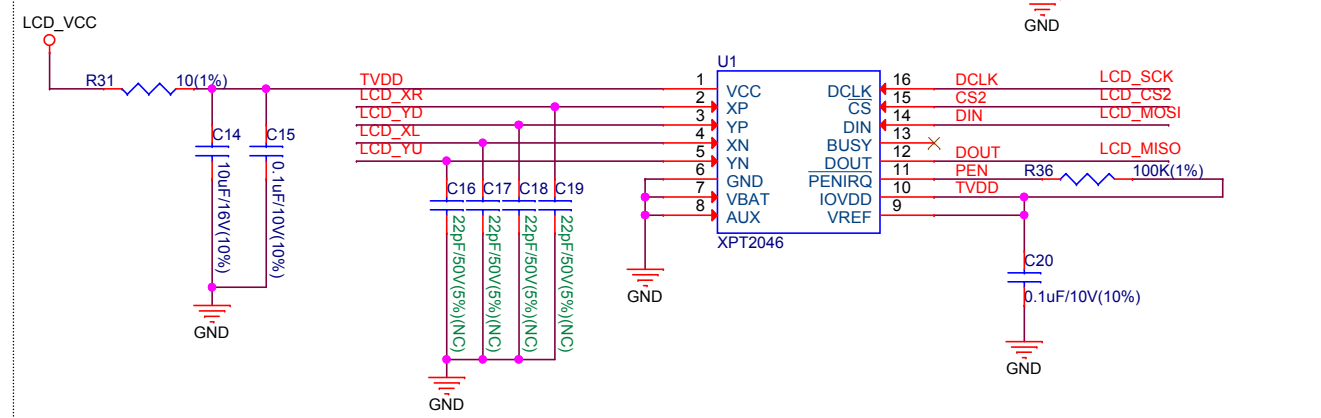 GND
LCD_VCC
R31
10(1%)
C14
10uF/16V(10%)
C15
0.1uF/10V(10%)
GND
TVDD
LCD_XR
LCD_YD
LCD_XL
LCD_YU
C16
22pF/50V(5%)(NC)
C17
22pF/50V(5%)(NC)
C18
22pF/50V(5%)(NC)
C19
22pF/50V(5%)(NC)
GND
U1
1
VCC
2
XP
3
YP
4
XN
5
YN
6
GND
7
VBAT
8
AUX
GND
16
DCLK
15
CS
14
DIN
13
BUSY
12
DOUT
11
PENIRQ
10
IOVDD
9
VREF
XPT2046
DCLK
LCD_SCK
CS2
LCD_CS2
DIN
LCD_MOSI
DOUT
LCD_MISO
PEN
R36
100K(1%)
TVDD
C20
0.1uF/10V(10%)
GND